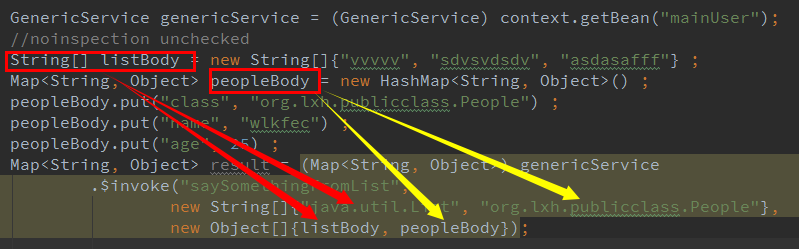 GenericService genericService = (GenericService) context.getBean("mainUser");
//noinspection unchecked
String[] listBody = new String[]{"vvvvv", "sdvsvdsdv", "asdasafff"} ;
Map<String, Object> peopleBody = new HashMap<String, Object>() ;
peopleBody.put("class", "org.lxh.publicclass.People") ;
peopleBody.put("name", "wlkfec") ;
peopleBody.put("age", 25) ;
Map<String, Object> result = (Map<String, Object>) genericService
.$invoke("saySomethingFromList",
new String[]{"java.util.List", "org.lxh.publicclass.People"},
new Object[]{listBody, peopleBody});